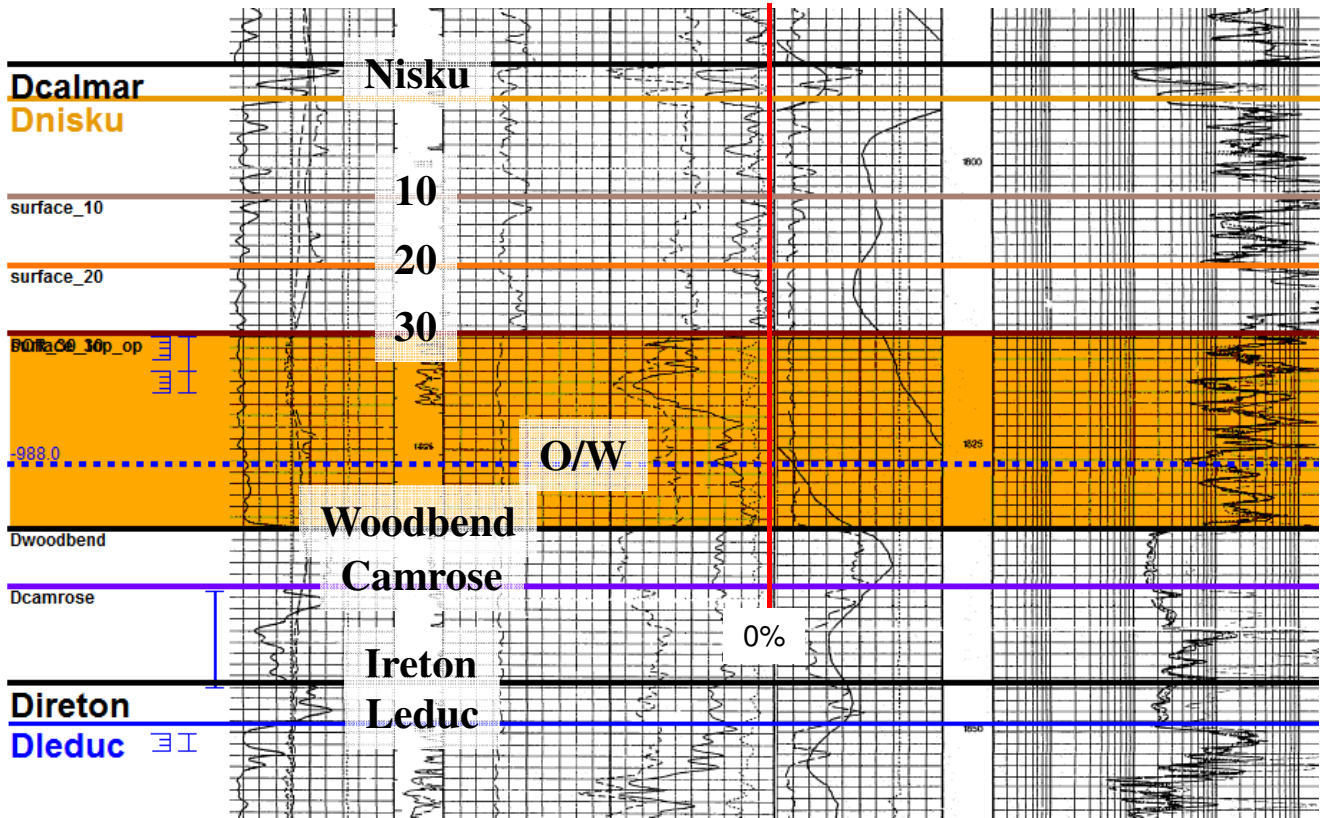 Nisku
Dcalmar
Dnisku
1800
10
surface_10
20
surface_20
30
1825
1825
O/W
-988.0
Woodbend
Dwoodbend
Camrose
Dcamrose
0%
Ireton
Direton
Leduc
1850
Dleduc